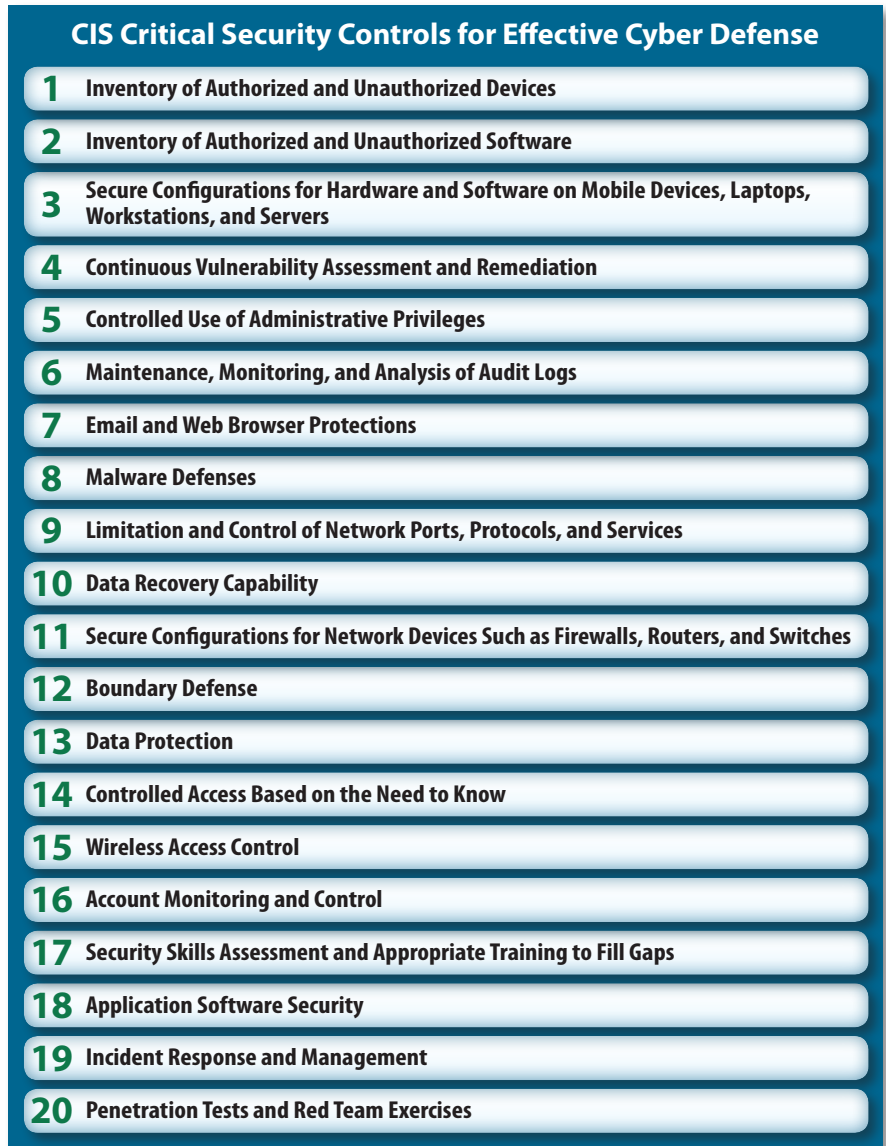 CIS Critical Security Controls for Effective Cyber Defense
1 Inventory of Authorized and Unauthorized Devices
2 Inventory of Authorized and Unauthorized Software
3 Secure Configurations for Hardware and Software on Mobile Devices, Laptops,
Workstations, and Servers
4 Continuous Vulnerability Assessment and Remediation
5 Controlled Use of Administrative Privileges
6 Maintenance, Monitoring, and Analysis of Audit Logs
7 Email and Web Browser Protections
8 Malware Defenses
9 Limitation and Control of Network Ports, Protocols, and Services
10 Data Recovery Capability
11 Secure Configurations for Network Devices Such as Firewalls, Routers, and Switches
12 Boundary Defense
13 Data Protection
14 Controlled Access Based on the Need to Know
15 Wireless Access Control
16 Account Monitoring and Control
17 Security Skills Assessment and Appropriate Training to Fill Gaps
18 Application Software Security
19 Incident Response and Management
20 Penetration Tests and Red Team Exercises